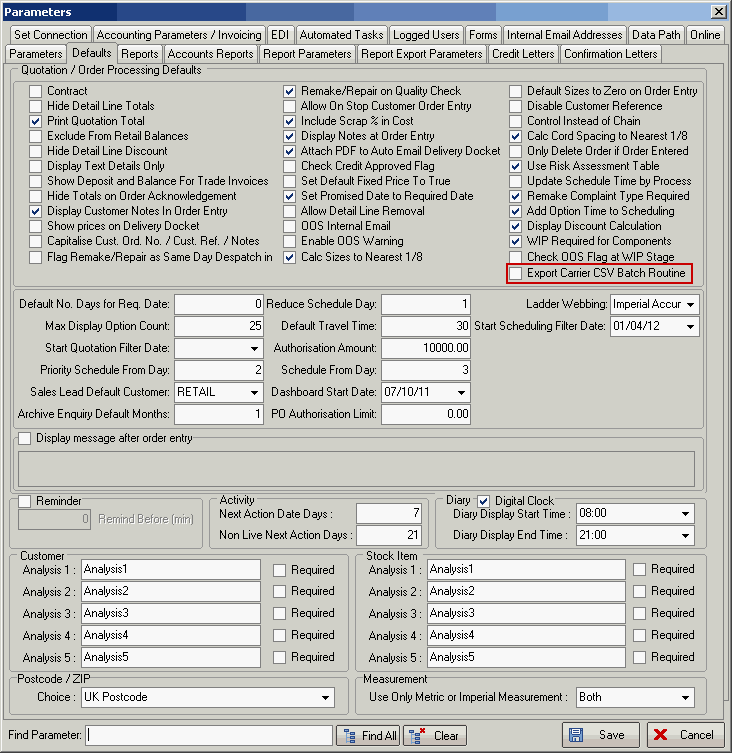 Parameters
Set Connection Accounting Parameters / Invoicing EDI Automated Tasks Logged Users Forms Internal Email Addresses Data Path Online
Parameters Defaults Reports Accounts Reports Report Parameters Report Export Parameters Credit Letters Confirmation Letters
Quotation / Order Processing Defaults
Contract
Hide Detail Line Totals
Print Quotation Total
Exclude From Retail Balances
Hide Detail Line Discount
Display Text Details Only
Show Deposit and Balance For Trade Invoices
Hide Totals on Order Acknowledgement
Display Customer Notes In Order Entry
Show prices on Delivery Docket
Capitalise Cust. Ord. No. / Cust. Ref. / Notes
Flag Remake/Repair as Same Day Despatch in
Remake/Repair on Quality Check
Allow On Stop Customer Order Entry
Include Scrap % in Cost
Display Notes at Order Entry
Attach PDF to Auto Email Delivery Docket
Check Credit Approved Flag
Set Default Fixed Price To True
Set Promised Date to Required Date
Allow Detail Line Removal
OOS Internal Email
Enable OOS Warning
Calc Sizes to Nearest 1/8
Default Sizes to Zero on Order Entry
Disable Customer Reference
Control Instead of Chain
Calc Cord Spacing to Nearest 1/8
Only Delete Order if Order Entered
Use Risk Assessment Table
Update Schedule Time by Process
Remake Complaint Type Required
Add Option Time to Scheduling
Display Discount Calculation
WIP Required for Components
Check OOS Flag at WIP Stage
Export Carrier CSV Batch Routine
Default No. Days for Req. Date: 0 Reduce Schedule Day: 1 Ladder Webbing: Imperial Accur
Max Display Option Count: 25 Default Travel Time: 30 Start Scheduling Filter Date: 01/04/12
Start Quotation Filter Date: Authorisation Amount: 10000.00
Priority Schedule From Day: 2 Schedule From Day: 3
Sales Lead Default Customer: RETAIL Dashboard Start Date: 07/10/11
Archive Enquiry Default Months: 1 PO Authorisation Limit: 0.00
Display message after order entry
Reminder
0 Remind Before (min)
Activity
Next Action Date Days : 7
Non Live Next Action Days : 21
Diary Digital Clock
Diary Display Start Time : 08:00
Diary Display End Time : 21:00
Customer
Analysis 1 : Analysis1 Required
Analysis 2 : Analysis2 Required
Analysis 3 : Analysis3 Required
Analysis 4 : Analysis4 Required
Analysis 5 : Analysis5 Required
Stock Item
Analysis 1 : Analysis1 Required
Analysis 2 : Analysis2 Required
Analysis 3 : Analysis3 Required
Analysis 4 : Analysis4 Required
Analysis 5 : Analysis5 Required
Postcode / ZIP
Choice : UK Postcode
Measurement
Use Only Metric or Imperial Measurement : Both
Find Parameter: Find All Clear Save Cancel